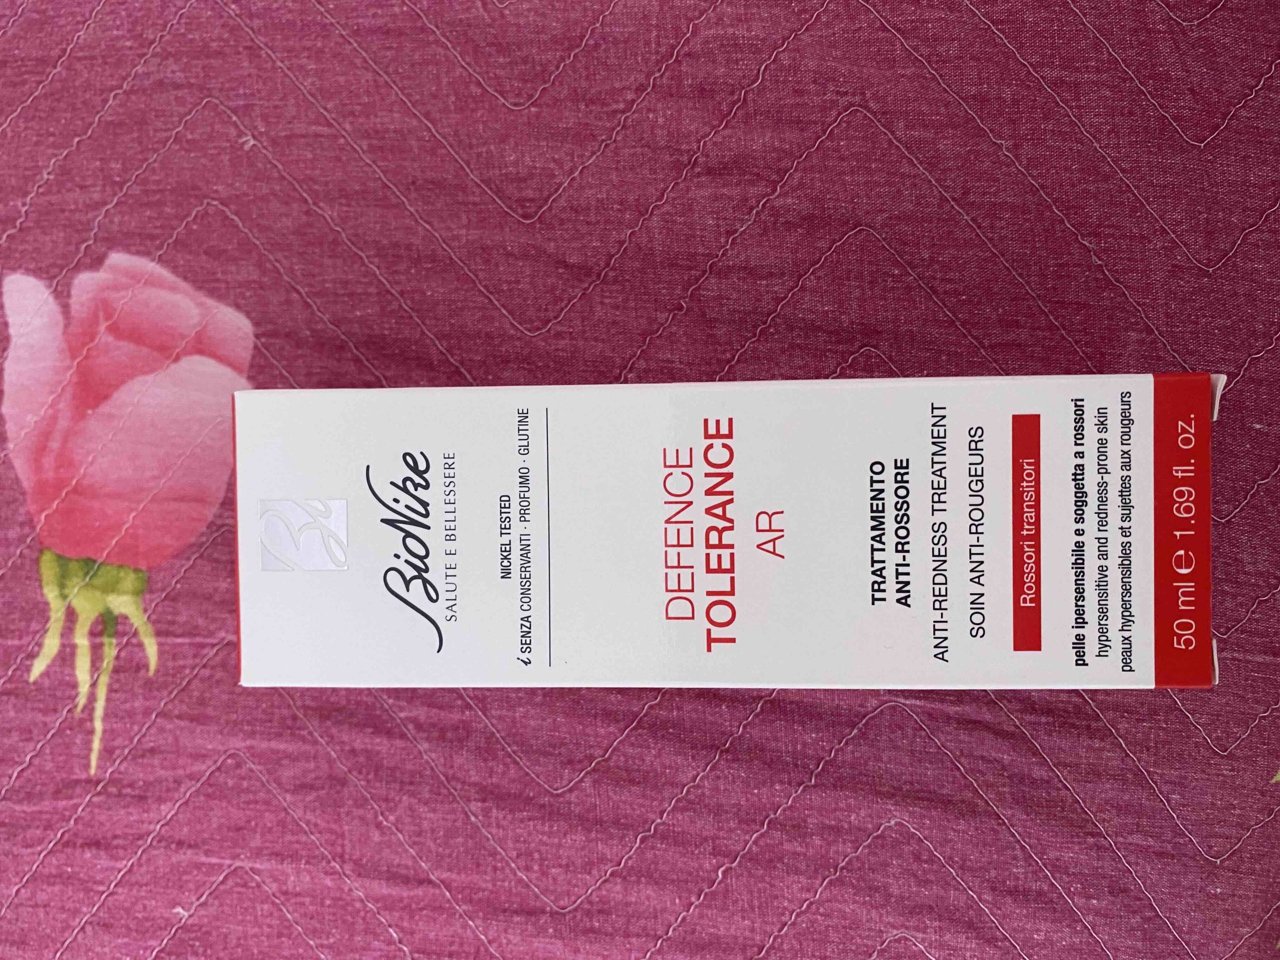 Bi
BioNike
SALUTE E BELLESSERE
NICKEL TESTED
i SENZA CONSERVANTI · PROFUMO · GLUTINE
DEFENCE
TOLERANCE
AR
TRATTAMENTO
ANTI-ROSSORE
ANTI-REDNESS TREATMENT
SOIN ANTI-ROUGEURS
Rossori transitori
pelle ipersensibile e soggetta a rossori
hypersensitive and redness-prone skin
peaux hypersensibles et sujettes aux rougeurs
50 ml ℮ 1.69 fl. oz.